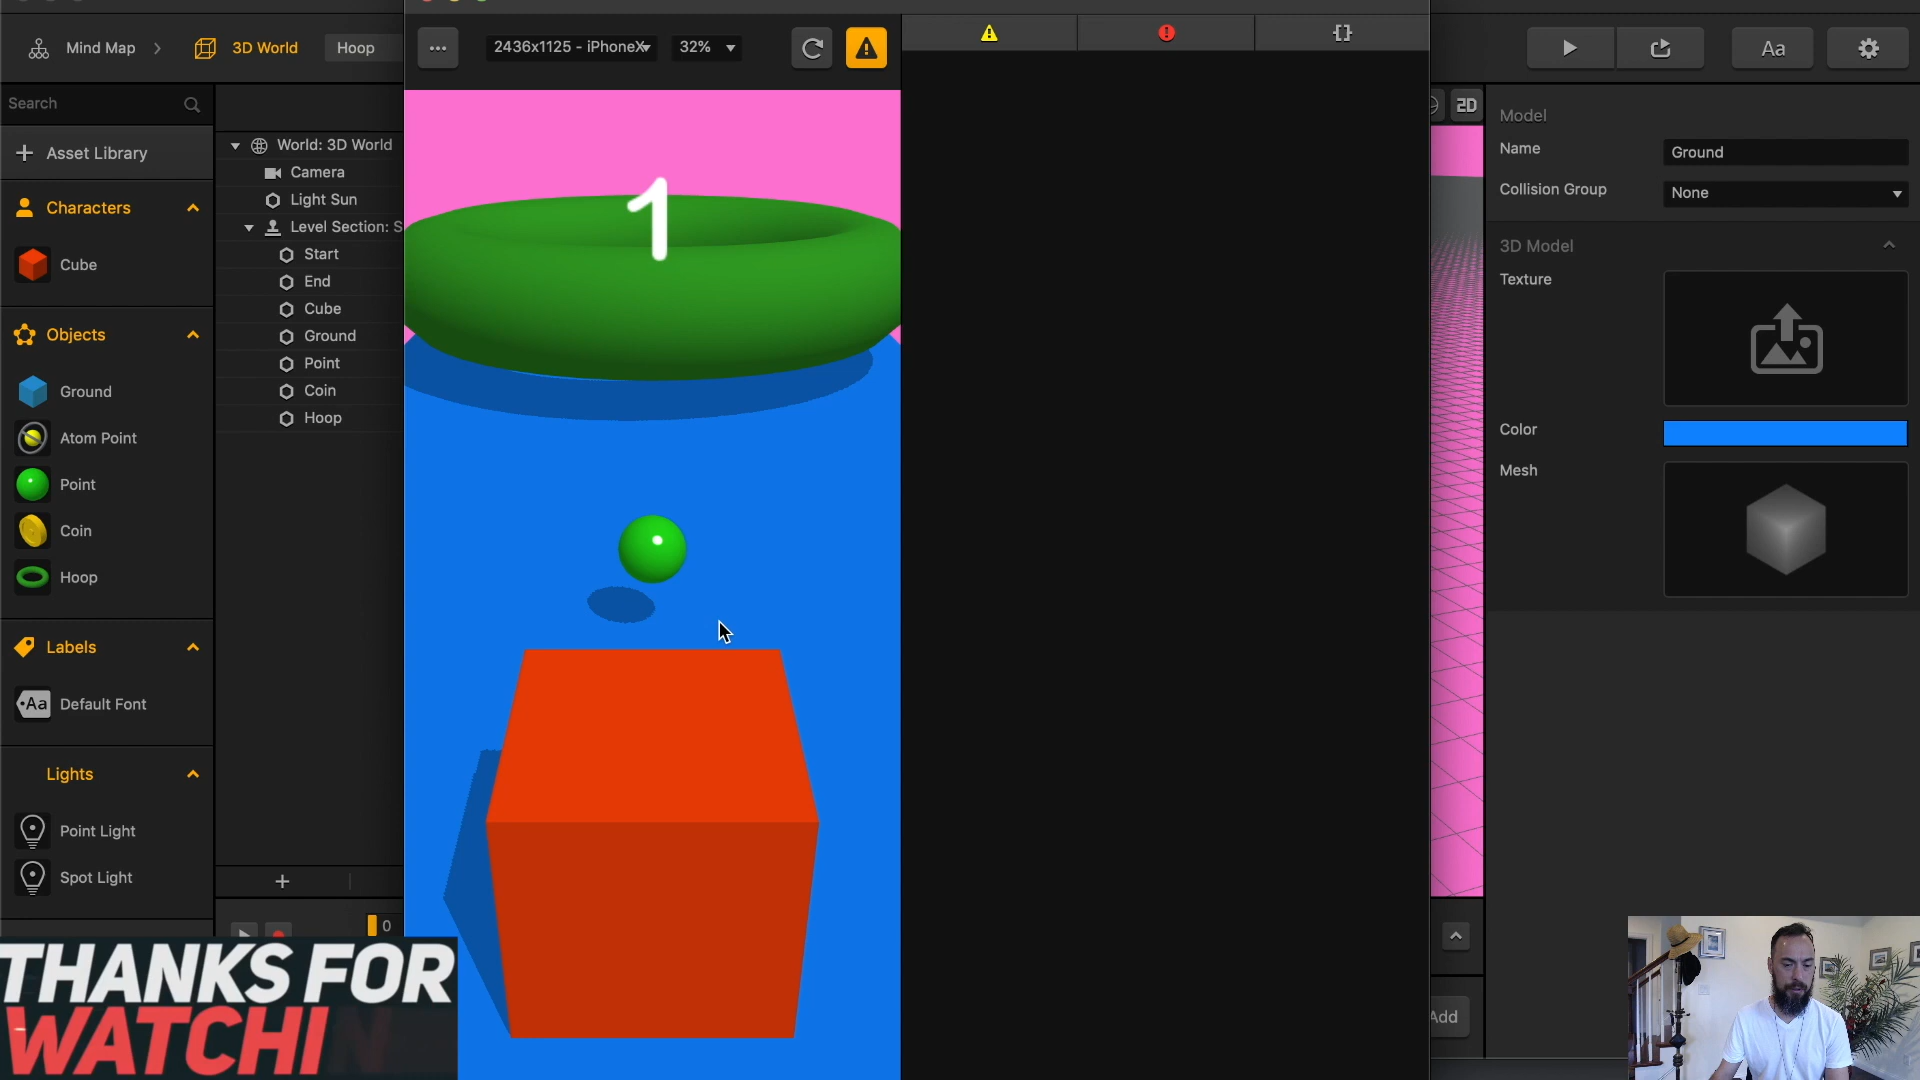 Mind Map
3D World
Hoop
2436x1125 - iPhoneX
32%
Aa
Search
Asset Library
Characters
Cube
Objects
Ground
Atom Point
Point
Coin
Hoop
Labels
Aa
Default Font
Lights
Point Light
Spot Light
World: 3D World
Camera
Light Sun
Level Section: S
Start
End
Cube
Ground
Point
Coin
Hoop
0
1
{}
2D
Model
Name
Ground
Collision Group
None
3D Model
Texture
Color
Mesh
Add
THANKS FOR
WATCHIN